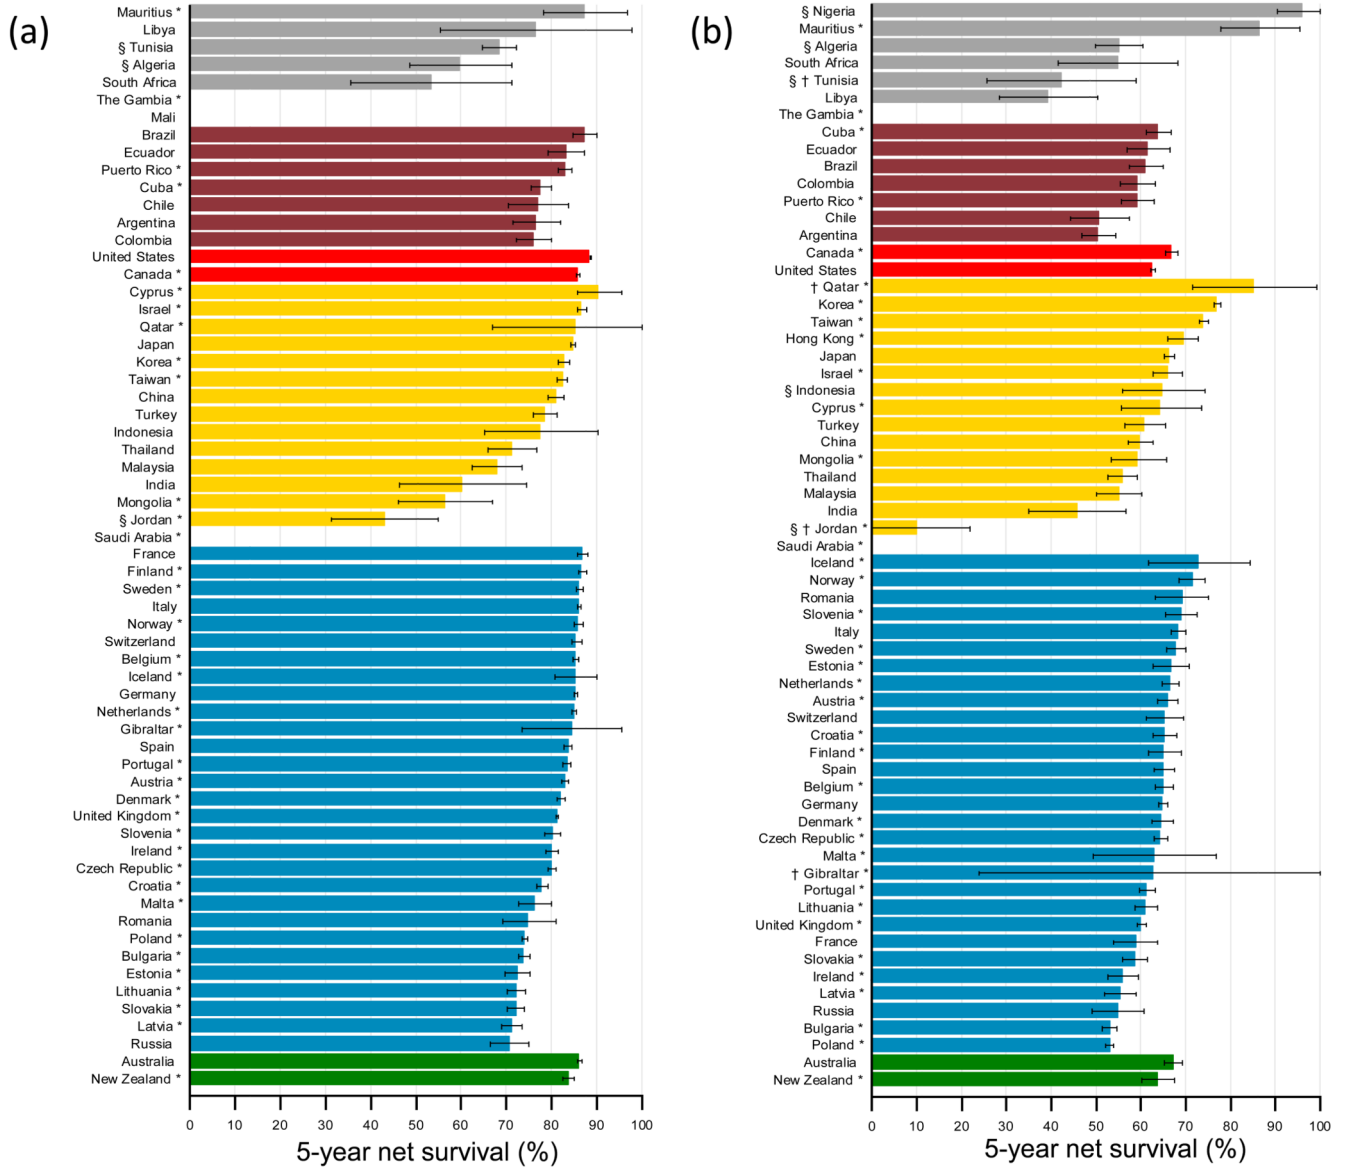 (a)
Mauritius *
Libya
§ Tunisia
§ Algeria
South Africa
The Gambia *
Mali
Brazil
Ecuador
Puerto Rico *
Cuba *
Chile
Argentina
Colombia
United States
Canada *
Cyprus *
Israel *
Qatar *
Japan
Korea *
Taiwan *
China
Turkey
Indonesia
Thailand
Malaysia
India
Mongolia *
§ Jordan *
Saudi Arabia *
France
Finland *
Sweden *
Italy
Norway *
Switzerland
Belgium *
Iceland *
Germany
Netherlands *
Gibraltar *
Spain
Portugal *
Austria *
Denmark *
United Kingdom *
Slovenia *
Ireland *
Czech Republic *
Croatia *
Malta *
Romania
Poland *
Bulgaria *
Estonia *
Lithuania *
Slovakia *
Latvia *
Russia
Australia
New Zealand *
0 10 20 30 40 50 60 70 80 90 100
5-year net survival (%)
(b)
§ Nigeria
Mauritius *
§ Algeria
South Africa
§ † Tunisia
Libya
The Gambia *
Cuba *
Ecuador
Brazil
Colombia
Puerto Rico *
Chile
Argentina
Canada *
United States
† Qatar *
Korea *
Taiwan *
Hong Kong *
Japan
Israel *
§ Indonesia
Cyprus *
Turkey
China
Mongolia *
Thailand
Malaysia
India
§ † Jordan *
Saudi Arabia *
Iceland *
Norway *
Romania
Slovenia *
Italy
Sweden *
Estonia *
Netherlands *
Austria *
Switzerland
Croatia *
Finland *
Spain
Belgium *
Germany
Denmark *
Czech Republic *
Malta *
† Gibraltar *
Portugal *
Lithuania *
United Kingdom *
France
Slovakia *
Ireland *
Latvia *
Russia
Bulgaria *
Poland *
Australia
New Zealand *
0 10 20 30 40 50 60 70 80 90 100
5-year net survival (%)